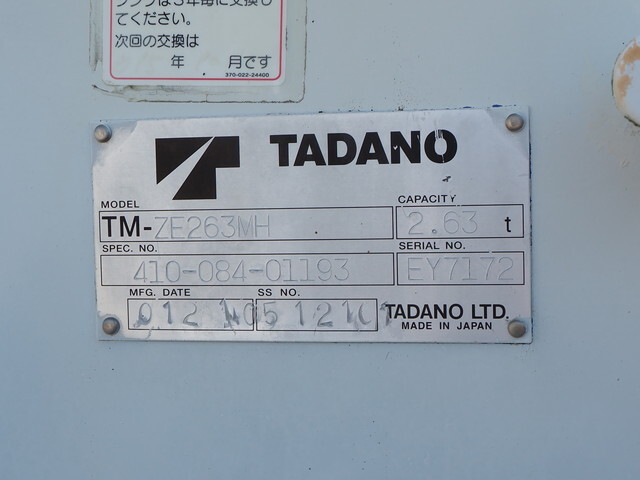 てください。
次回の交換は
年 月です
370-022-24400
TADANO
MODEL CAPACITY
TM-ZE263MH 2.63 t
SPEC. NO. SERIAL NO.
410-084-01193 EY7172
MFG. DATE SS NO.
TADANO LTD.
MADE IN JAPAN